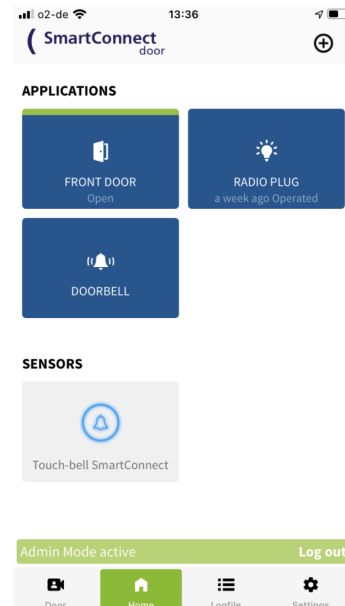 o2-de 13:36
SmartConnect
door
APPLICATIONS
FRONT DOOR
Open
RADIO PLUG
a week ago Operated
DOORBELL
SENSORS
Touch-bell SmartConnect
Admin Mode active Log out
Door Home Logfile Settings